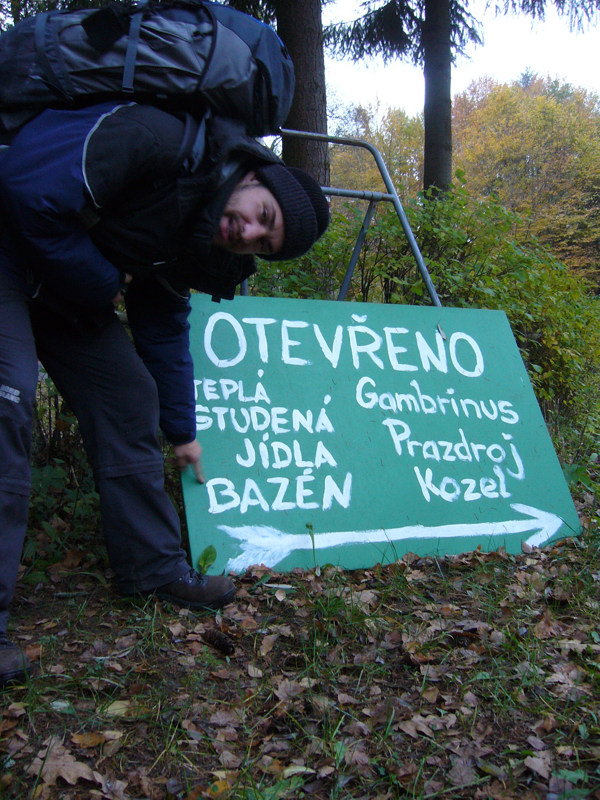 OTEVŘENO
TEPLÁ
STUDENÁ
JÍDLA
BAZÉN
Gambrinus
Prazdroj
Kozel